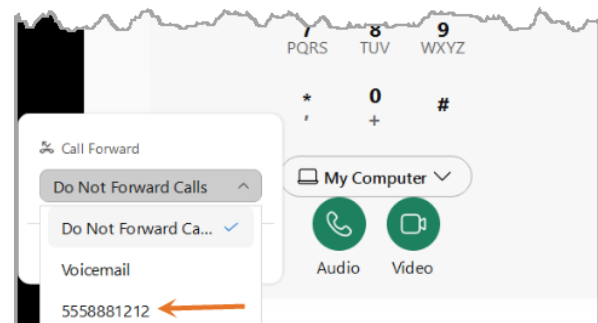 7 8 9
PQRS TUV WXYZ
* 0 #
, +
Call Forward
Do Not Forward Calls
My Computer
Do Not Forward Ca...
Voicemail
Audio Video
5558881212